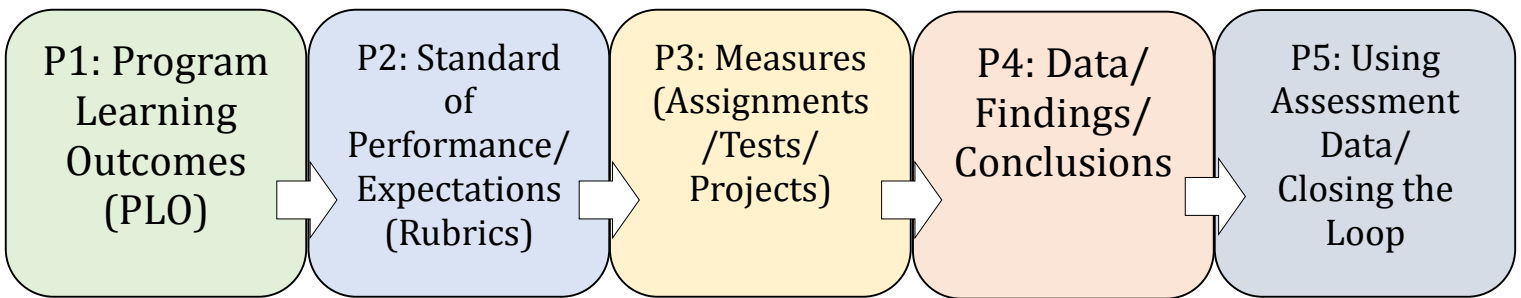 P1: Program
Learning
Outcomes
(PLO)
P2: Standard
of
Performance/
Expectations
(Rubrics)
P3: Measures
(Assignments
/Tests/
Projects)
P4: Data/
Findings/
Conclusions
P5: Using
Assessment
Data/
Closing the
Loop